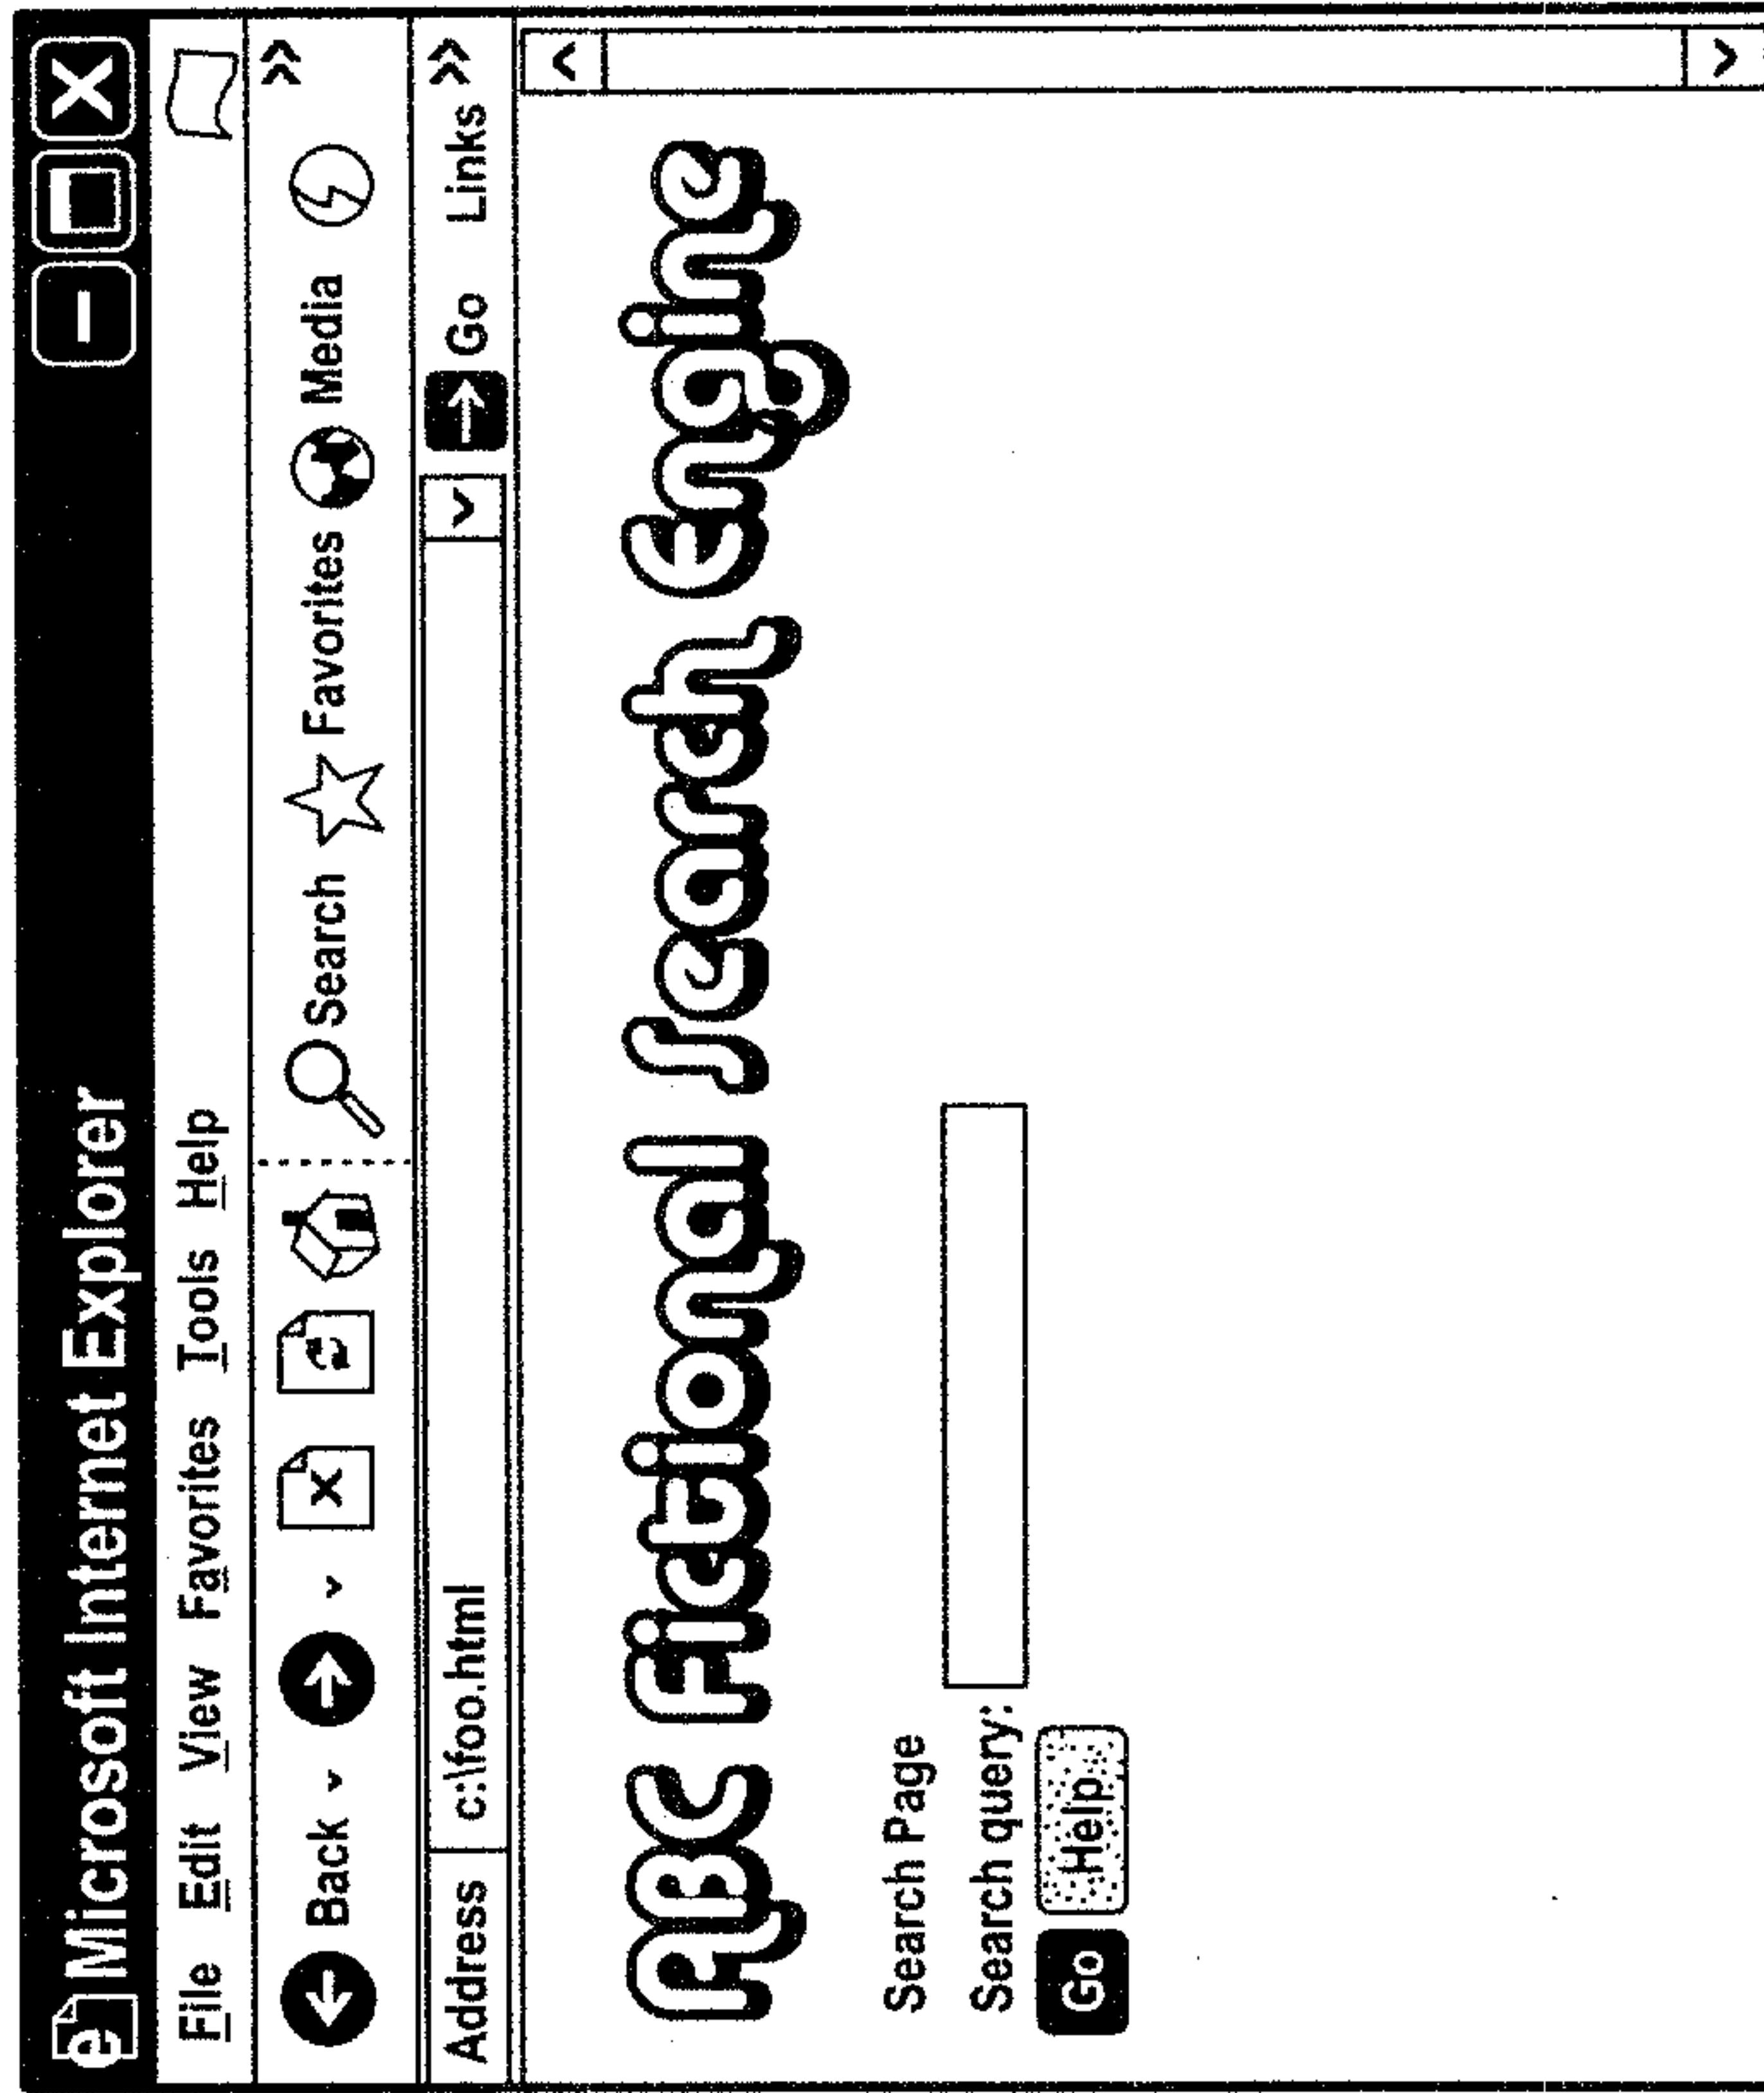 Microsoft Internet Explorer
File Edit View Favorites Tools Help
Back Search Favorites Media
Address c:\foo.html Go Links
ABC Fictional Search Engine
Search Page
Search query:
Go Help